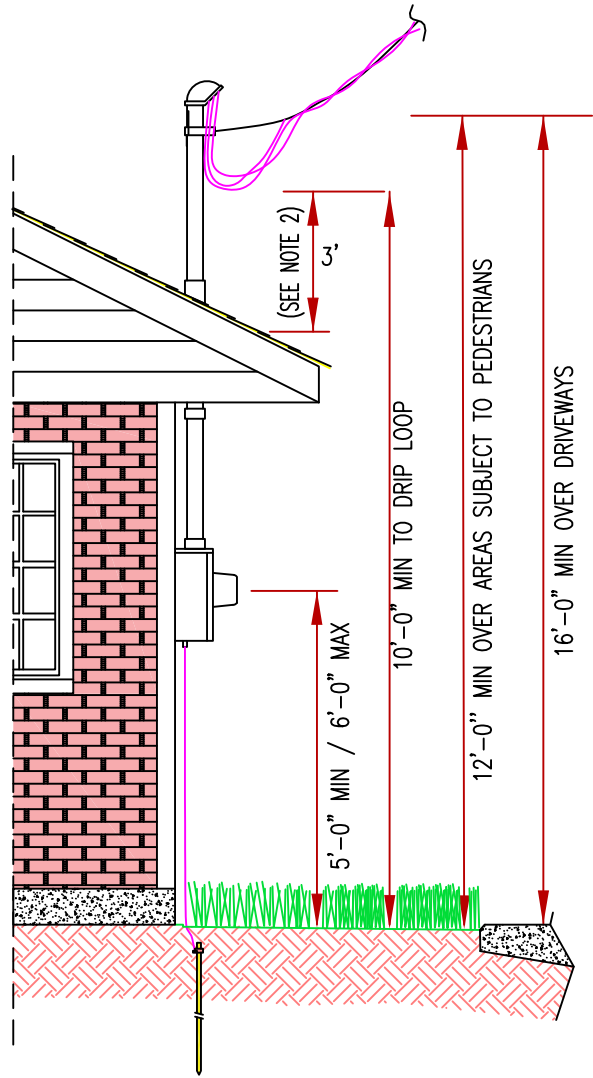 (SEE NOTE 2)
3'
5'-0" MIN / 6'-0" MAX
10'-0" MIN TO DRIP LOOP
12'-0" MIN OVER AREAS SUBJECT TO PEDESTRIANS
16'-0" MIN OVER DRIVEWAYS